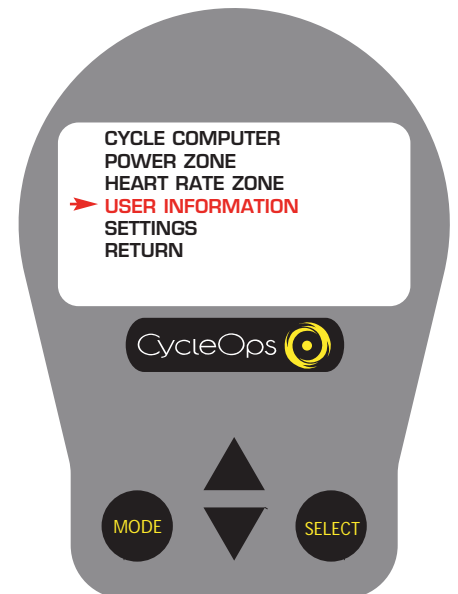 CYCLE COMPUTER
POWER ZONE
HEART RATE ZONE
USER INFORMATION
SETTINGS
RETURN
CycleOps
MODE
SELECT